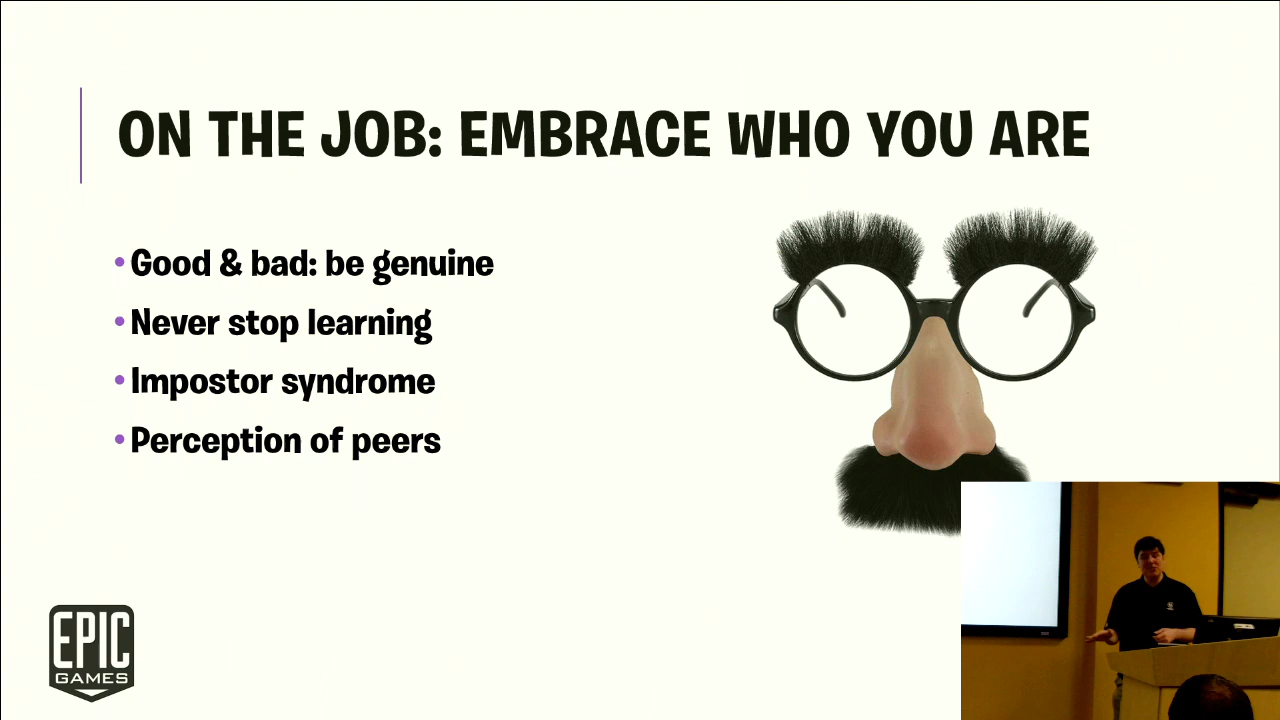 ON THE JOB: EMBRACE WHO YOU ARE
• Good & bad: be genuine
• Never stop learning
• Impostor syndrome
• Perception of peers
EPIC
GAMES